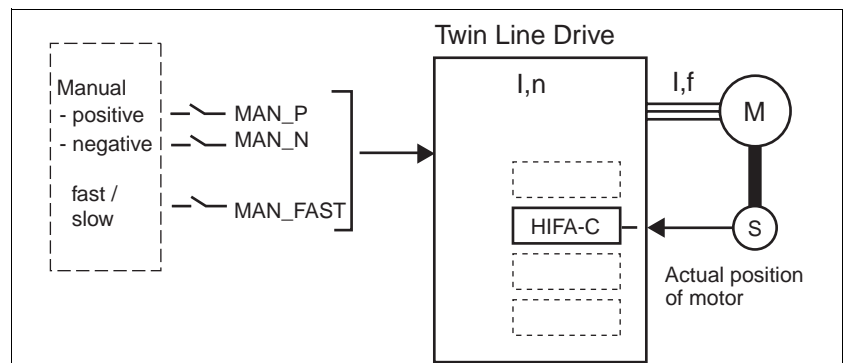 Twin Line Drive
Manual
- positive
- negative
fast /
slow
MAN_P
MAN_N
MAN_FAST
I,n
I,f
M
HIFA-C
S
Actual position
of motor